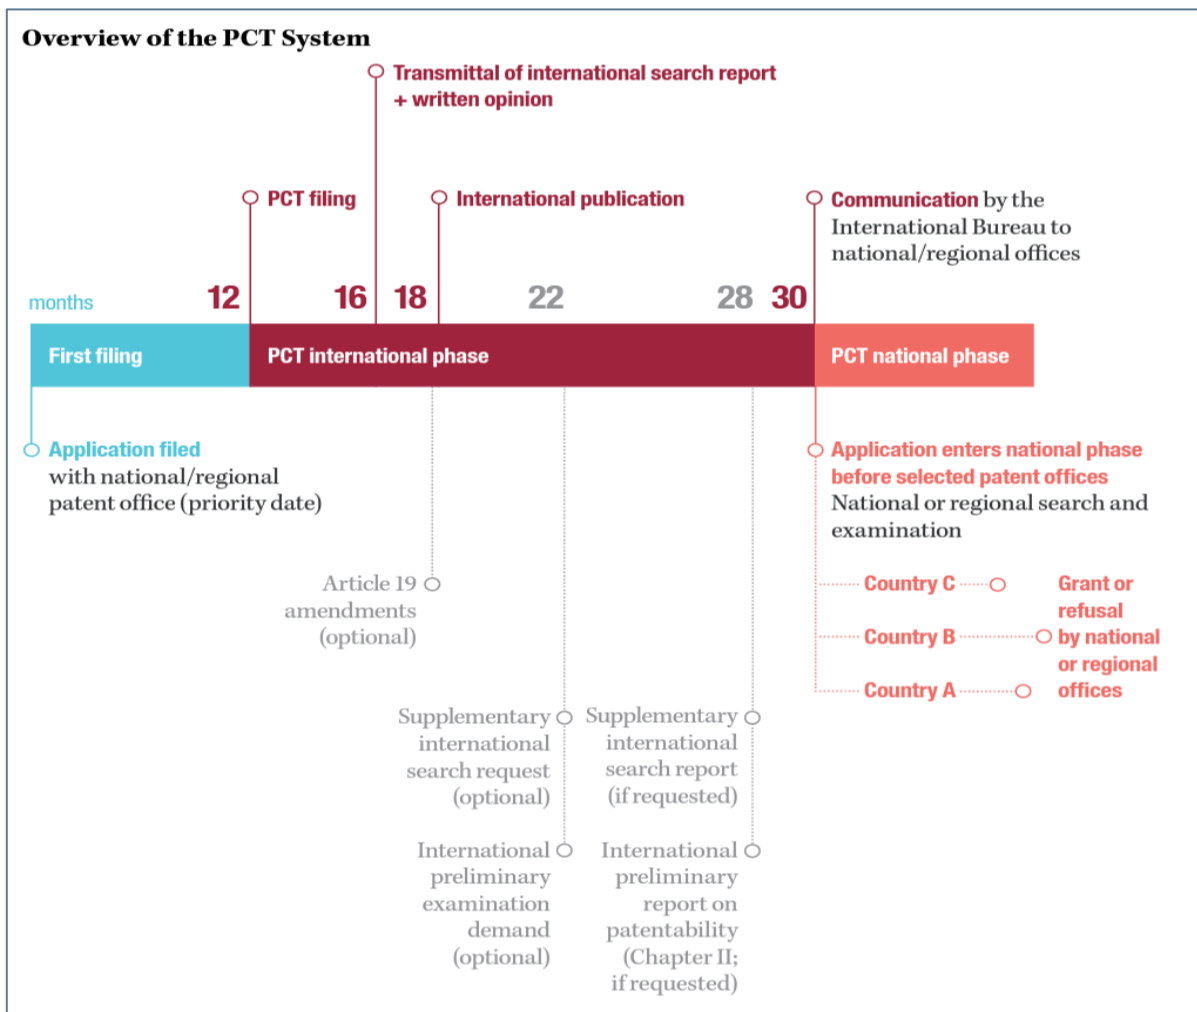 Overview of the PCT System
Transmittal of international search report
+ written opinion
PCT filing
International publication
Communication by the
International Bureau to
national/regional offices
months
12
16
18
22
28
30
First filing
PCT international phase
PCT national phase
Application filed
with national/regional
patent office (priority date)
Application enters national phase
before selected patent offices
National or regional search and
examination
Article 19
amendments
(optional)
Country C
Country B
Country A
Grant or
refusal
by national
or regional
offices
Supplementary
international
search request
(optional)
Supplementary
international
search report
(if requested)
International
preliminary
examination
demand
(optional)
International
preliminary
report on
patentability
(Chapter II;
if requested)